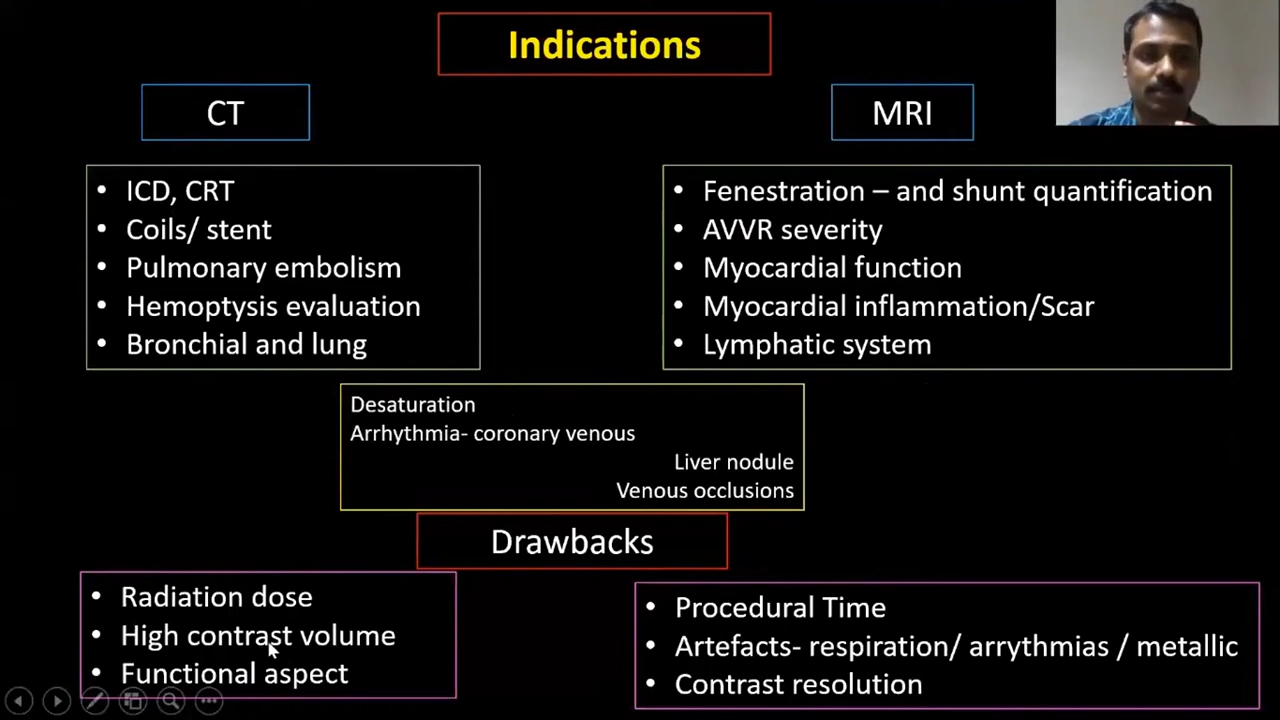 Indications
CT
MRI
• ICD, CRT
• Coils/ stent
• Pulmonary embolism
• Hemoptysis evaluation
• Bronchial and lung
• Fenestration – and shunt quantification
• AVVR severity
• Myocardial function
• Myocardial inflammation/Scar
• Lymphatic system
Desaturation
Arrhythmia- coronary venous
Liver nodule
Venous occlusions
Drawbacks
• Radiation dose
• High contrast volume
• Functional aspect
• Procedural Time
• Artefacts- respiration/ arrythmias / metallic
• Contrast resolution